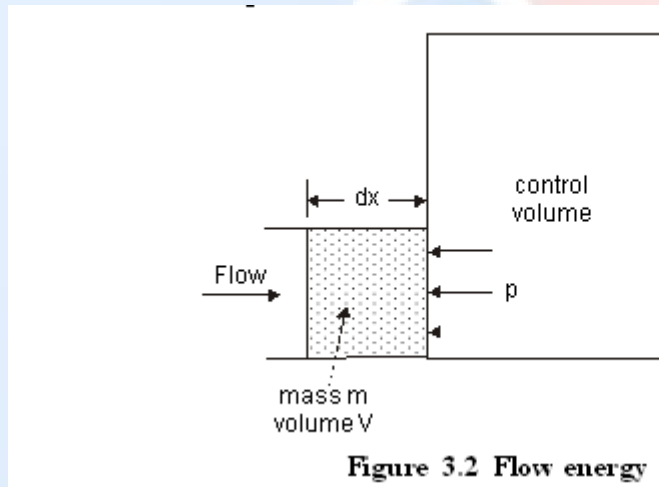 dx
control
volume
Flow
p
mass m
volume V
Figure 3.2 Flow energy